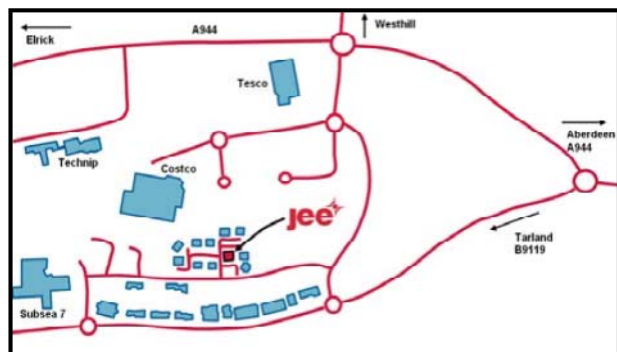 Westhill
A944
Elrick
Tesco
Aberdeen
A944
Technip
Costco
Jee
Tarland
B9119
Subsea 7